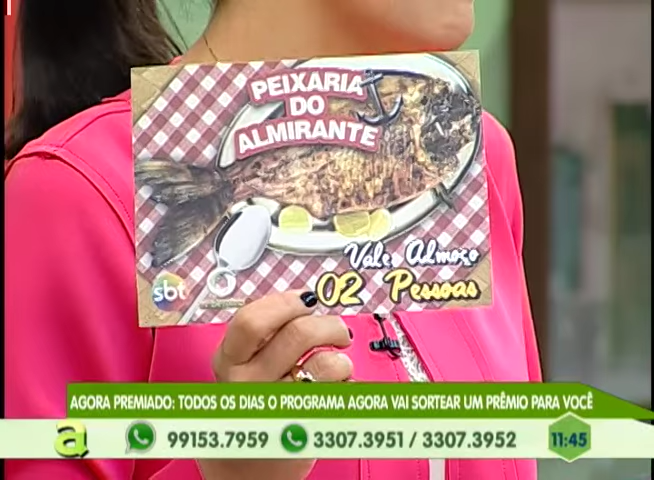 PEIXARIA
DO
ALMIRANTE
Vale Almoço
02 Pessoas
sbt
AGORA PREMIADO: TODOS OS DIAS O PROGRAMA AGORA VAI SORTEAR UM PRÊMIO PARA VOCÊ
a 99153.7959 3307.3951 / 3307.3952 11:45